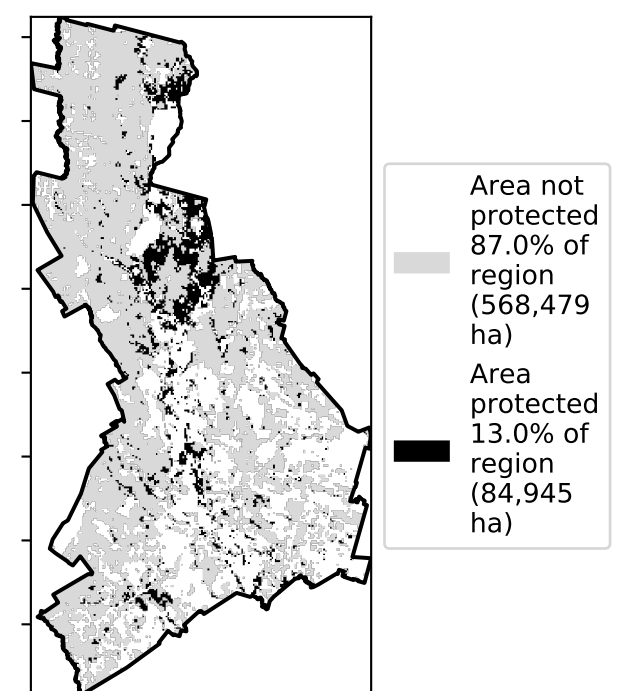 Area not
protected
87.0% of
region
(568,479
ha)
Area
protected
13.0% of
region
(84,945
ha)